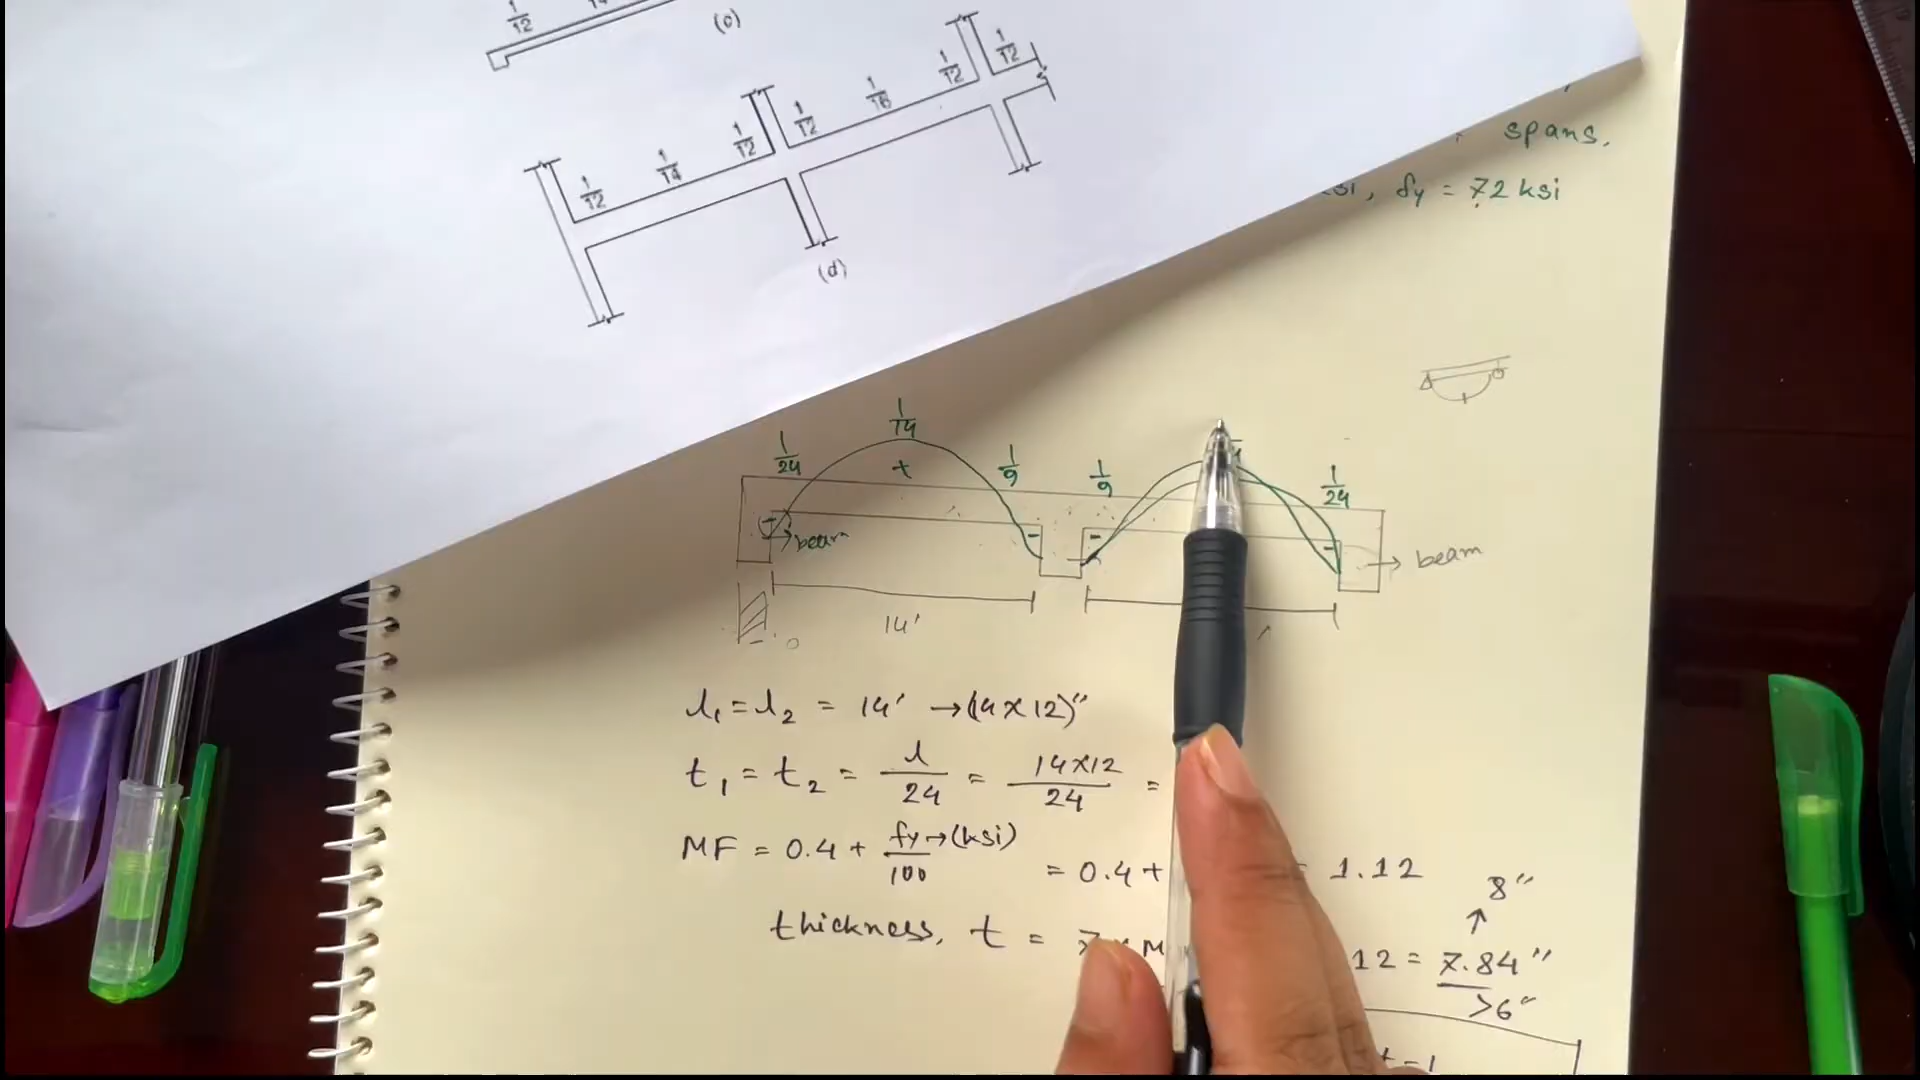 1/12
(c)
1/12 1/14 1/12 1/12 1/16 1/12 1/12
(d)
spans.
fy = 72 ksi
1/24 1/14 1/9 1/9 1/24
+
- - - -
beam
beam
14'
l₁ = l₂ = 14' → (14 x 12)"
t₁ = t₂ = l/24 = 14x12/24 =
MF = 0.4 + fy→(ksi)/100 = 0.4 + = 1.12
8"
↑
thickness, t = 7 x M 12 = 7.84"
>6"